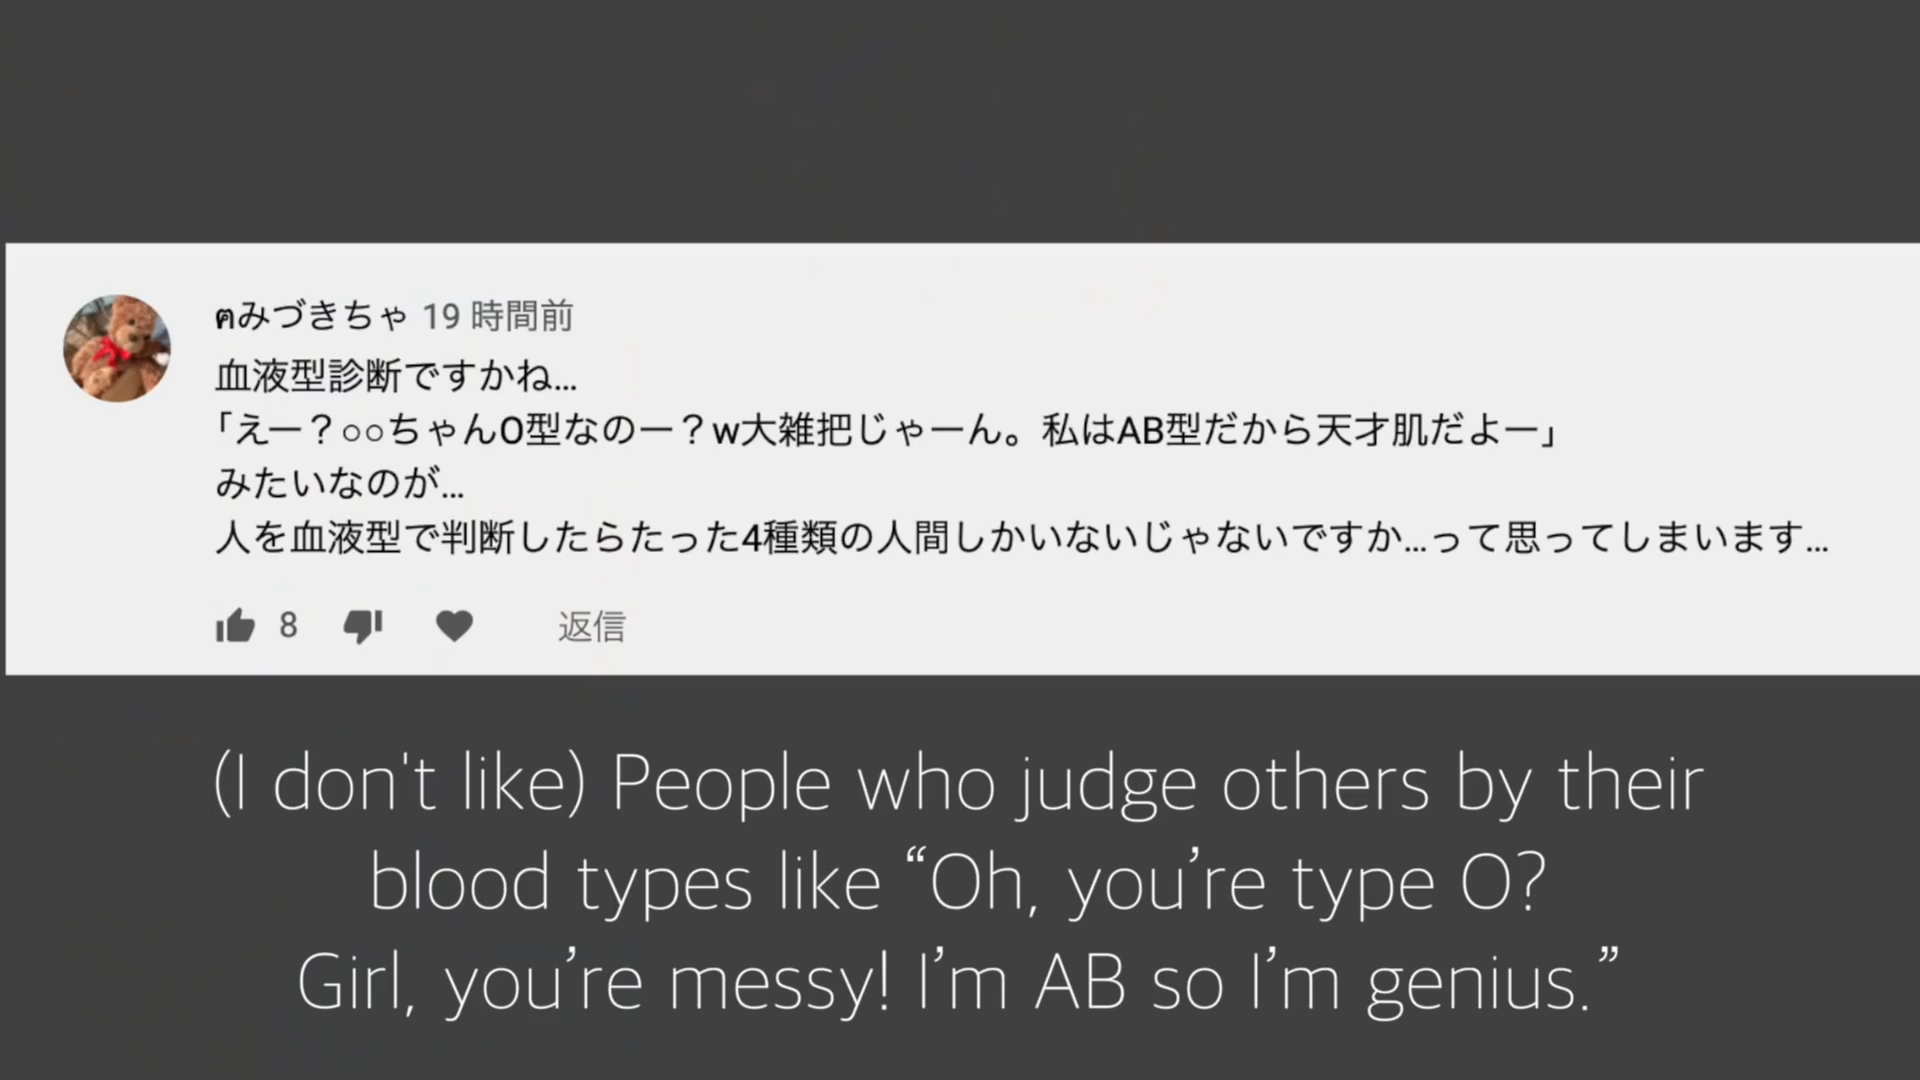 ฅみづきちゃ 19 時間前
血液型診断ですかね...
「えー？○○ちゃんO型なのー？w大雑把じゃーん。私はAB型だから天才肌だよー」
みたいなのが...
人を血液型で判断したらたった4種類の人間しかいないじゃないですか...って思ってしまいます...
8 返信
(I don't like) People who judge others by their
blood types like “Oh, you’re type O?
Girl, you’re messy! I’m AB so I’m genius.”